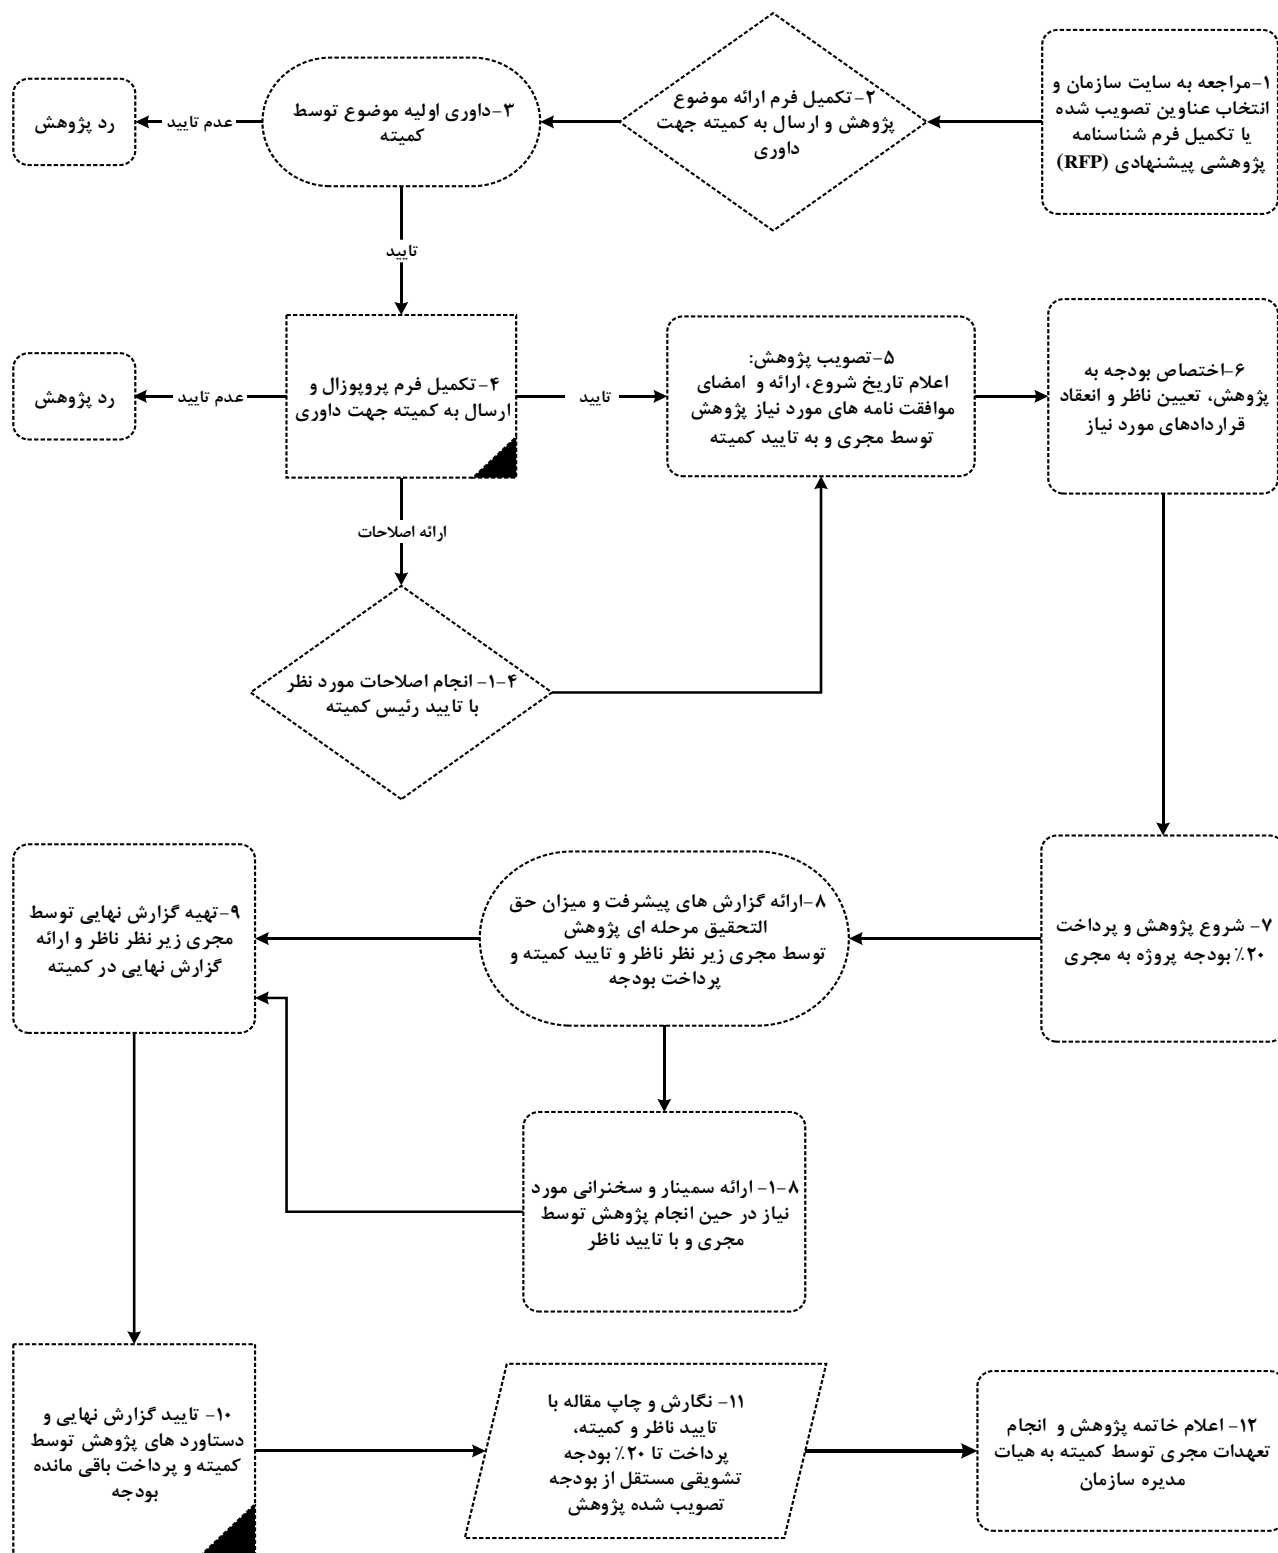 ۱-مراجعه به سایت سازمان و
انتخاب عناوین تصویب شده
یا تکمیل فرم شناسنامه
پژوهشی پیشنهادی (RFP)
۲-تکمیل فرم ارائه موضوع
پژوهش و ارسال به کمیته جهت
داوری
۳-داوری اولیه موضوع توسط
کمیته
عدم تایید
رد پژوهش
تایید
۴-تکمیل فرم پروپوزال و
ارسال به کمیته جهت داوری
عدم تایید
رد پژوهش
تایید
۵-تصویب پژوهش:
اعلام تاریخ شروع، ارائه و امضای
موافقت نامه های مورد نیاز پژوهش
توسط مجری و به تایید کمیته
۶-اختصاص بودجه به
پژوهش، تعیین ناظر و انعقاد
قراردادهای مورد نیاز
ارائه اصلاحات
۴-۱- انجام اصلاحات مورد نظر
با تایید رئیس کمیته
۷- شروع پژوهش و پرداخت
۲۰٪ بودجه پروژه به مجری
۸-ارائه گزارش های پیشرفت و میزان حق
التحقیق مرحله ای پژوهش
توسط مجری زیر نظر ناظر و تایید کمیته و
پرداخت بودجه
۹-تهیه گزارش نهایی توسط
مجری زیر نظر ناظر و ارائه
گزارش نهایی در کمیته
۸-۱- ارائه سمینار و سخنرانی مورد
نیاز در حین انجام پژوهش توسط
مجری و با تایید ناظر
۱۰- تایید گزارش نهایی و
دستاورد های پژوهش توسط
کمیته و پرداخت باقی مانده
بودجه
۱۱- نگارش و چاپ مقاله با
تایید ناظر و کمیته،
پرداخت تا ۲۰٪ بودجه
تشویقی مستقل از بودجه
تصویب شده پژوهش
۱۲- اعلام خاتمه پژوهش و انجام
تعهدات مجری توسط کمیته به هیات
مدیره سازمان